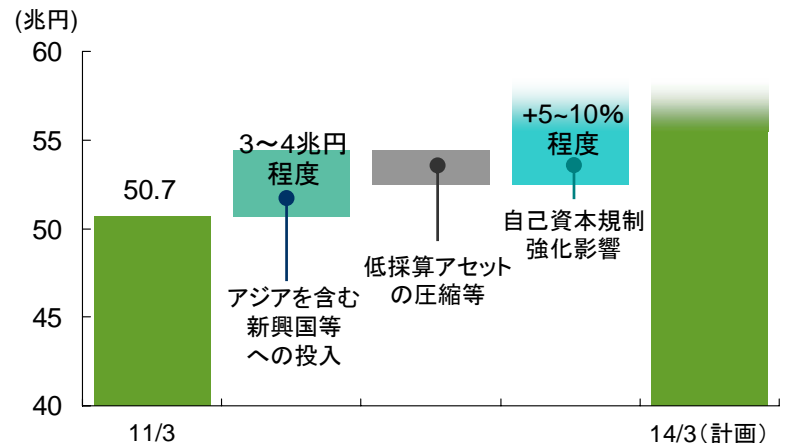 (兆円)
60
55
50
45
40
50.7
3～4兆円
程度
アジアを含む
新興国等
への投入
低採算アセット
の圧縮等
+5~10%
程度
自己資本規制
強化影響
11/3
14/3（計画）